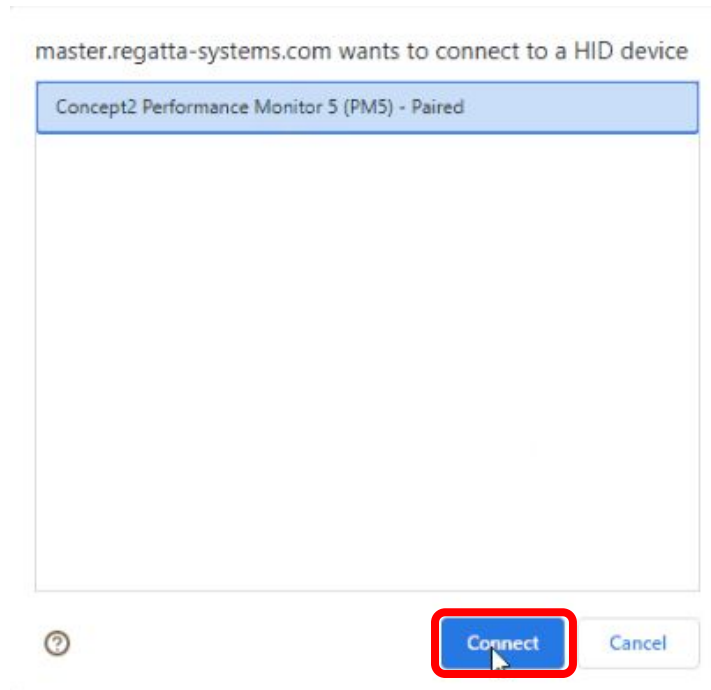 master.regatta-systems.com wants to connect to a HID device
Concept2 Performance Monitor 5 (PM5) - Paired
?
Connect
Cancel